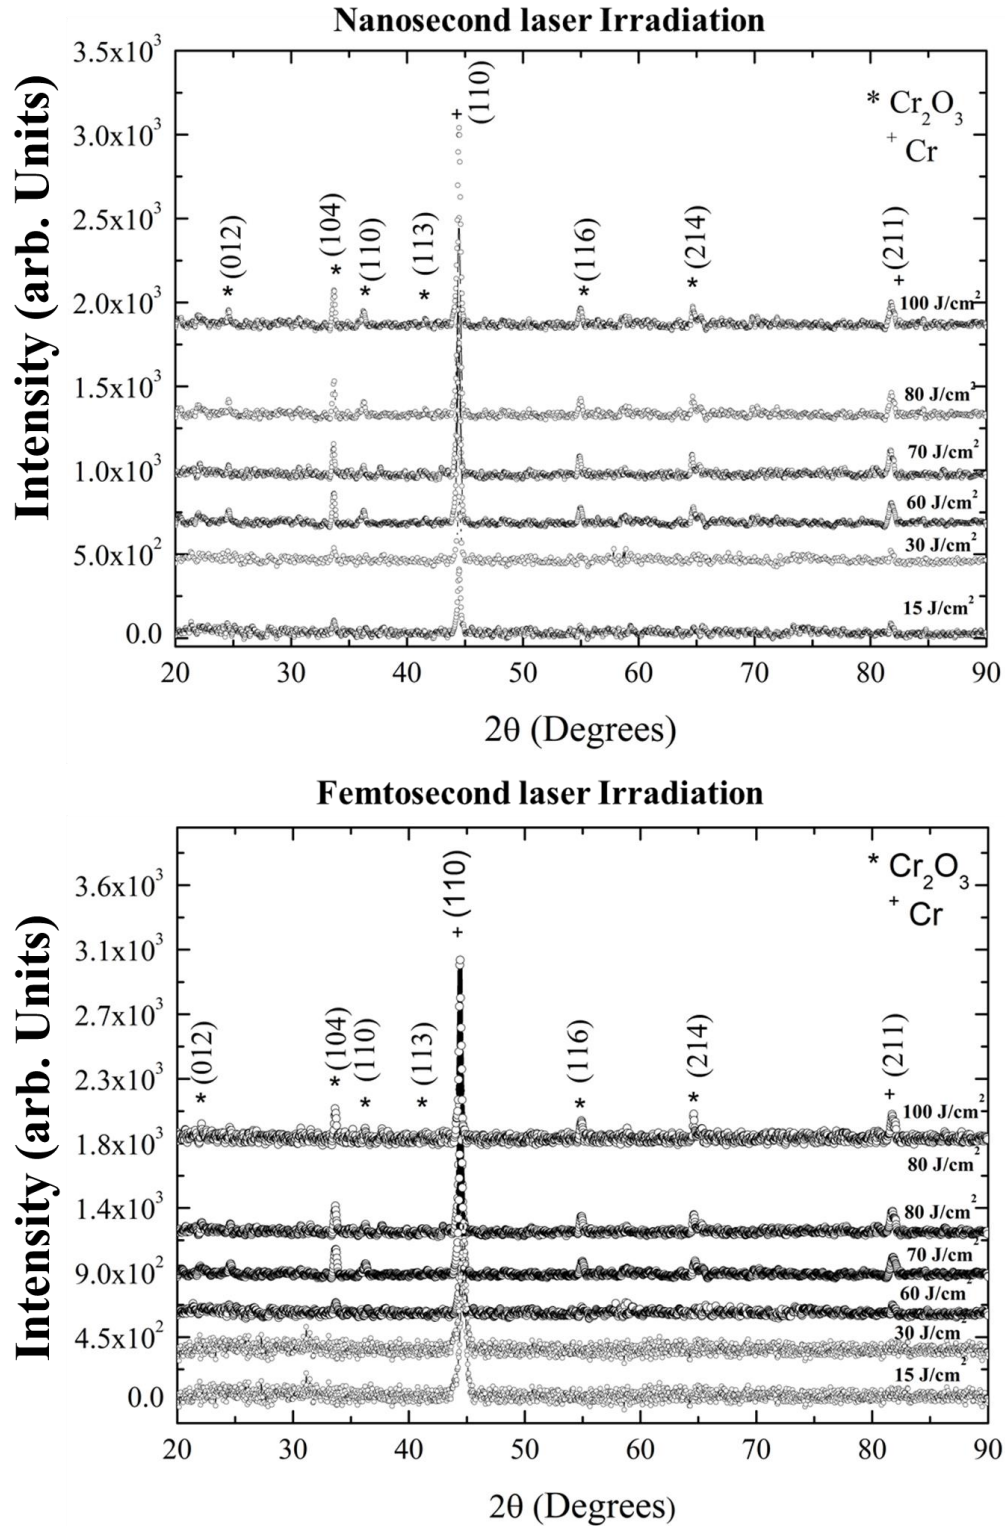 Nanosecond laser Irradiation
Intensity (arb. Units)
3.5x10³
3.0x10³
2.5x10³
2.0x10³
1.5x10³
1.0x10³
5.0x10²
0.0
* Cr₂O₃
+ Cr
* (012)
* (104)
* (110)
* (113)
+ (110)
* (116)
* (214)
+ (211)
100 J/cm²
80 J/cm²
70 J/cm²
60 J/cm²
30 J/cm²
15 J/cm²
20 30 40 50 60 70 80 90
2θ (Degrees)
Femtosecond laser Irradiation
Intensity (arb. Units)
3.6x10³
3.1x10³
2.7x10³
2.3x10³
1.8x10³
1.4x10³
9.0x10²
4.5x10²
0.0
* Cr₂O₃
+ Cr
* (012)
* (104)
* (110)
* (113)
+ (110)
* (116)
* (214)
+ (211)
100 J/cm²
80 J/cm²
80 J/cm²
70 J/cm²
60 J/cm²
30 J/cm²
15 J/cm²
20 30 40 50 60 70 80 90
2θ (Degrees)